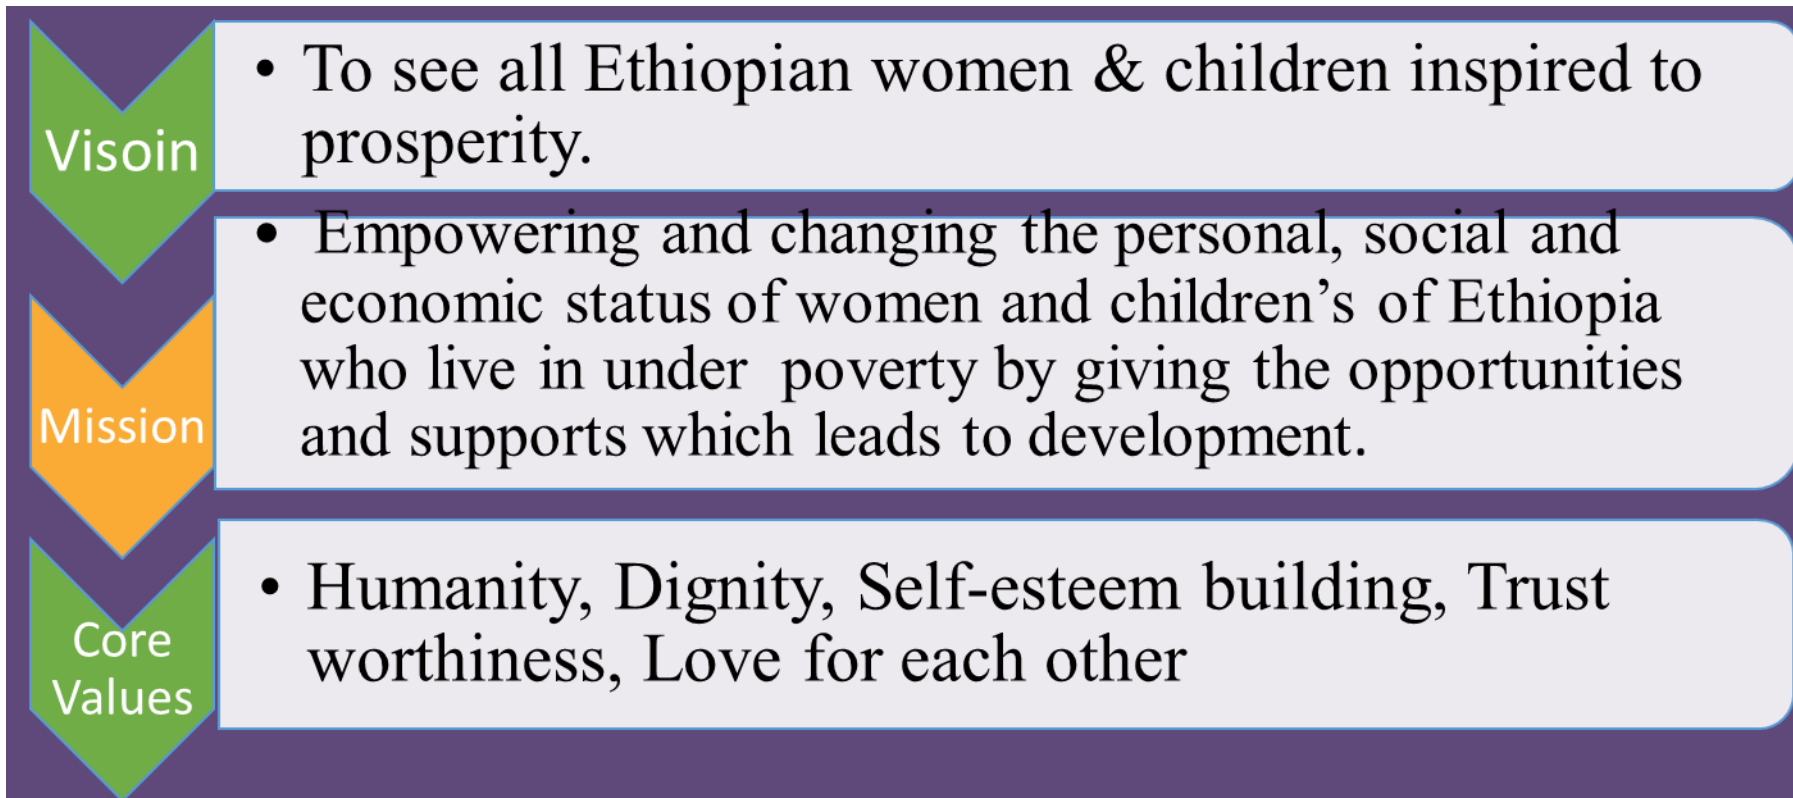 Visoin
• To see all Ethiopian women & children inspired to
prosperity.
Mission
• Empowering and changing the personal, social and
economic status of women and children’s of Ethiopia
who live in under poverty by giving the opportunities
and supports which leads to development.
Core
Values
• Humanity, Dignity, Self-esteem building, Trust
worthiness, Love for each other